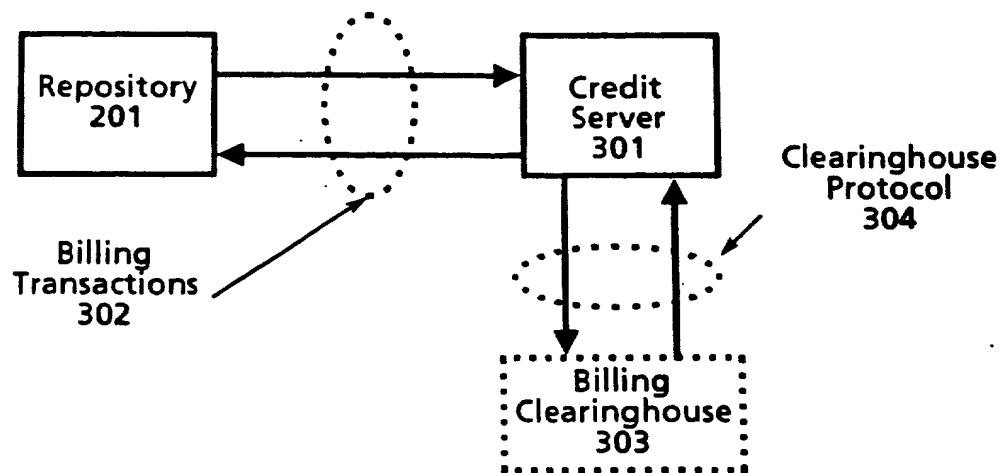 Repository
201
Credit
Server
301
Clearinghouse
Protocol
304
Billing
Transactions
302
Billing
Clearinghouse
303